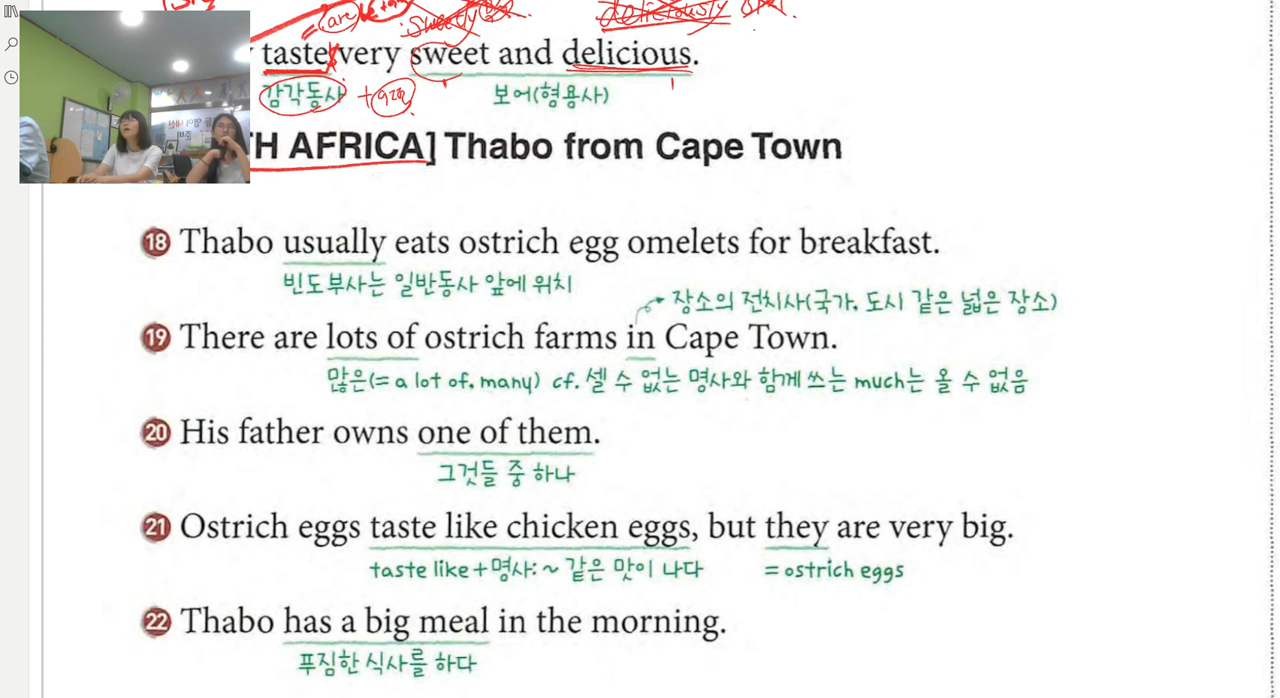 (are)
sweetly
deliciously
taste very sweet and delicious.
감각동사 보어(형용사)
TH AFRICA] Thabo from Cape Town
18 Thabo usually eats ostrich egg omelets for breakfast.
빈도부사는 일반동사 앞에 위치
장소의 전치사(국가, 도시 같은 넓은 장소)
19 There are lots of ostrich farms in Cape Town.
많은(= a lot of, many) cf. 셀 수 없는 명사와 함께 쓰는 much는 올 수 없음
20 His father owns one of them.
그것들 중 하나
21 Ostrich eggs taste like chicken eggs, but they are very big.
taste like + 명사: ~ 같은 맛이 나다 = ostrich eggs
22 Thabo has a big meal in the morning.
푸짐한 식사를 하다